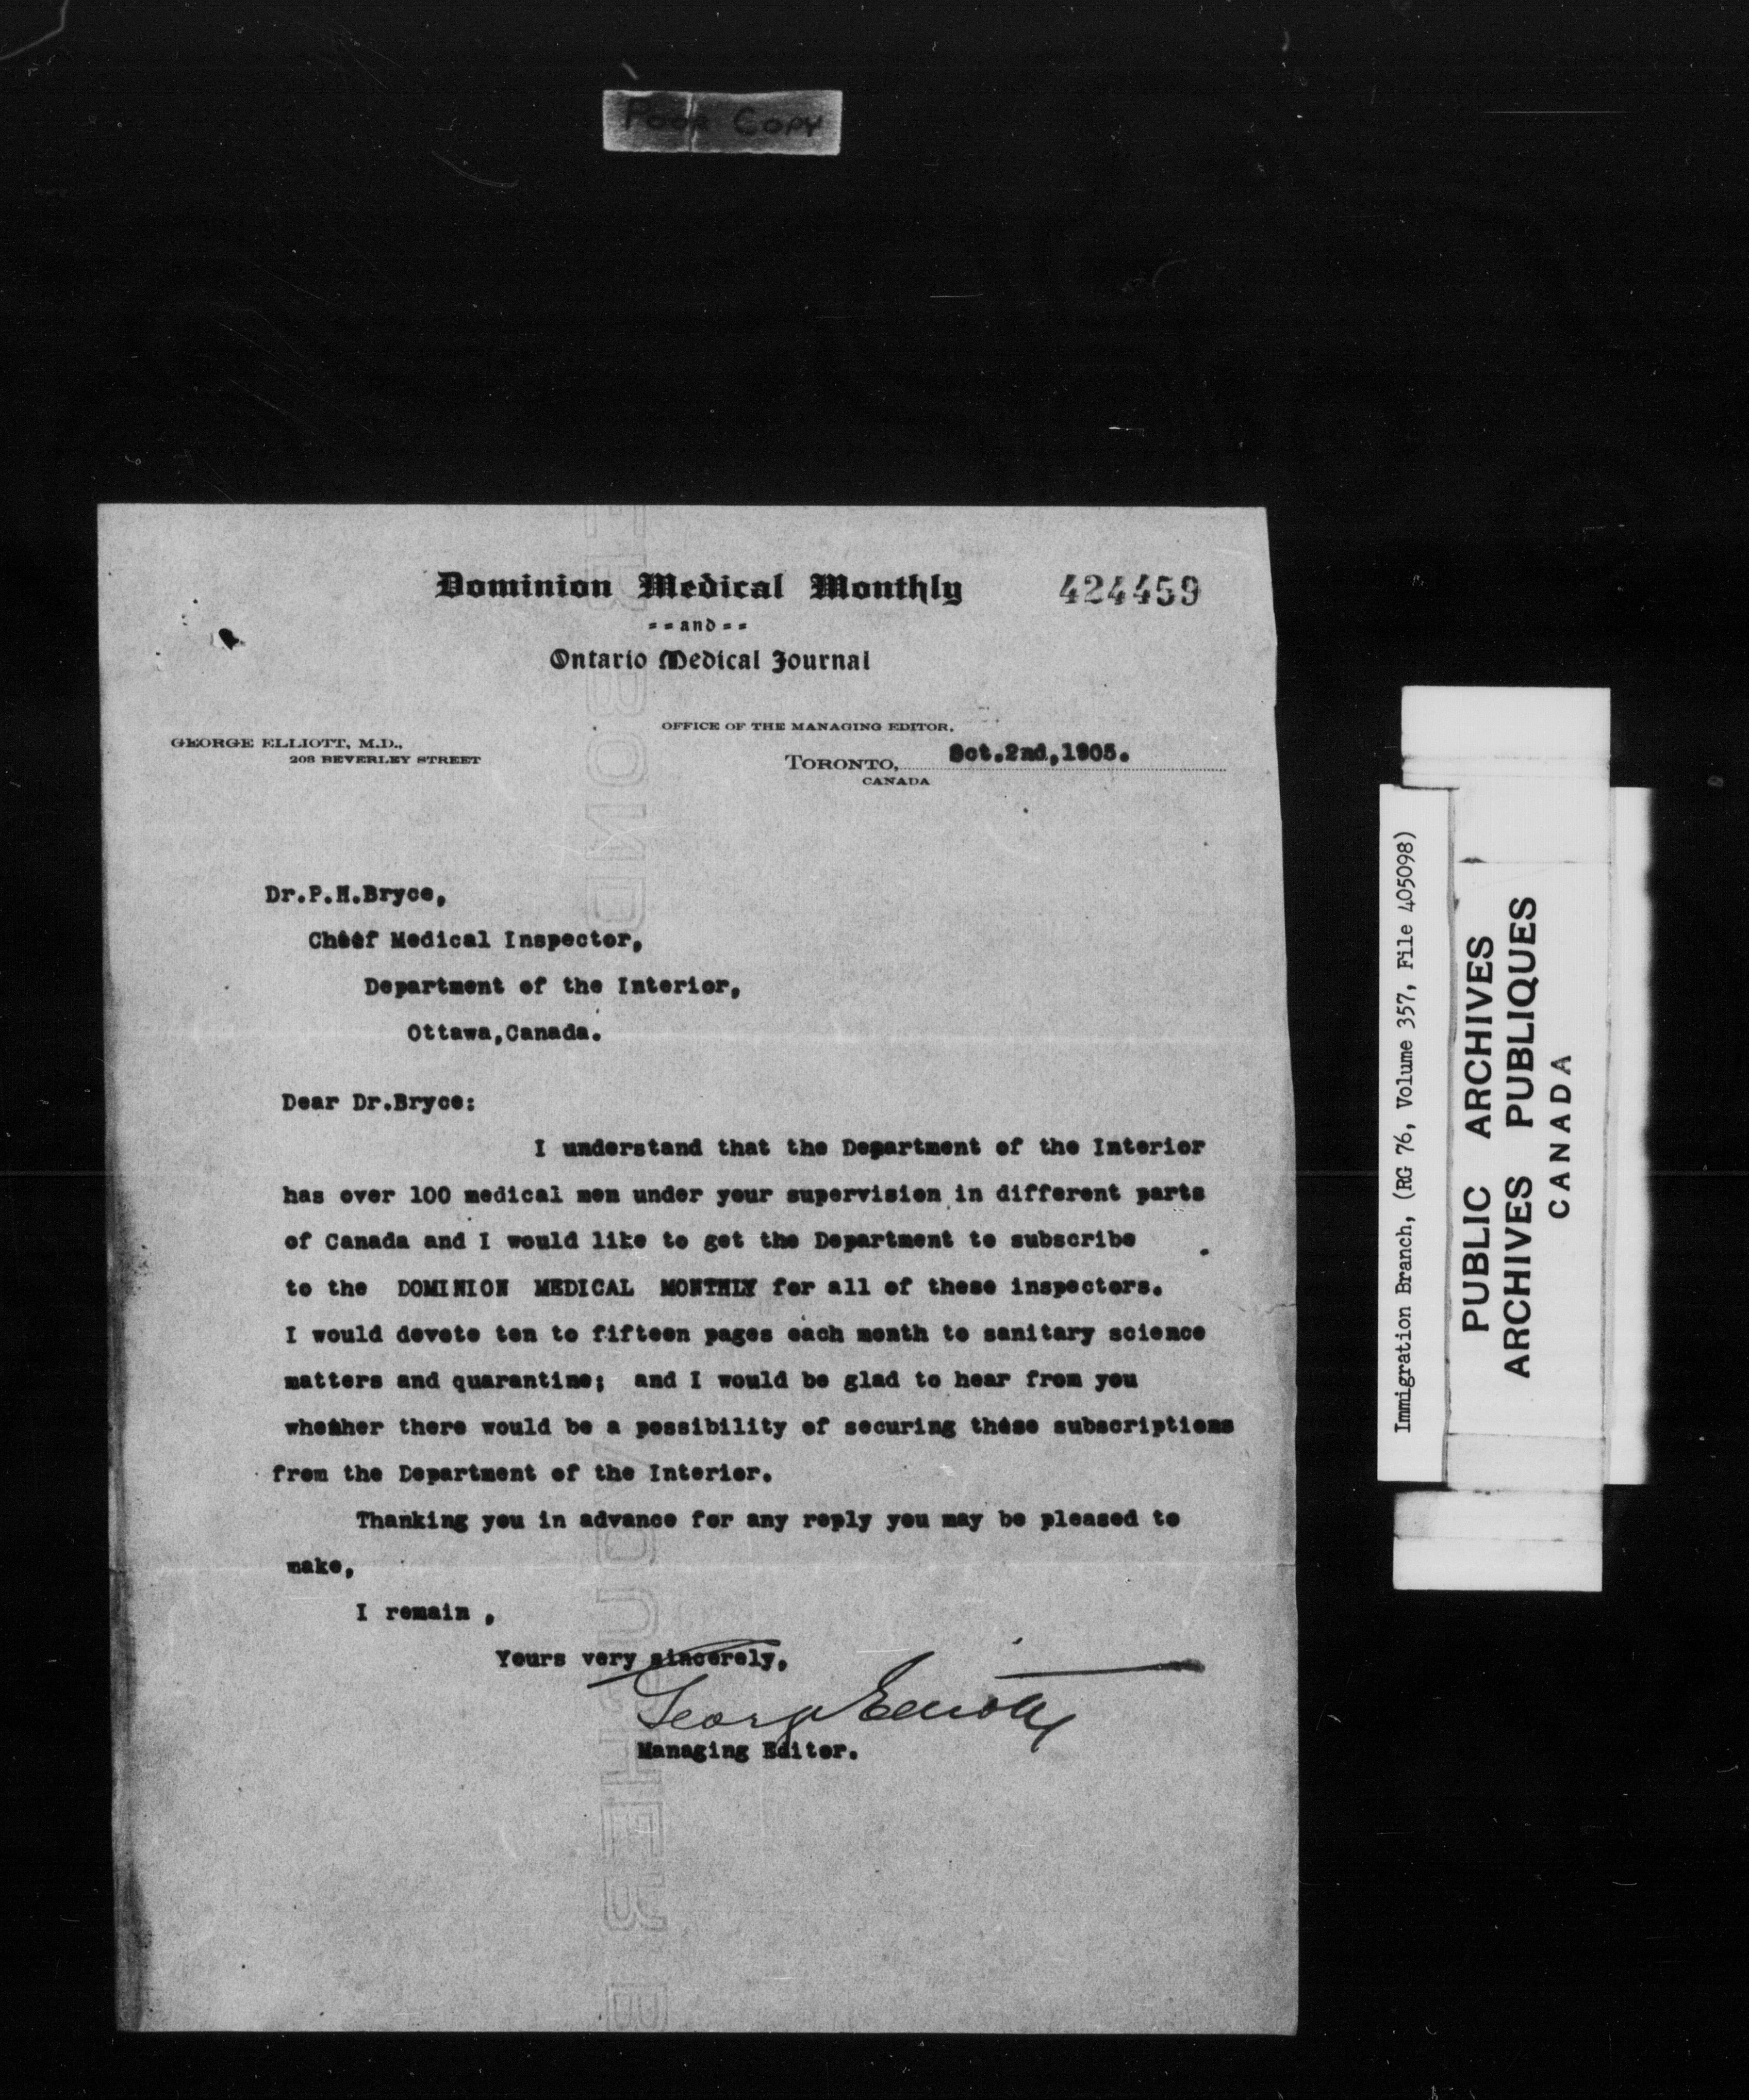 Poor Copy
Dominion Medical Monthly
424459
--and--
Ontario Medical Journal
OFFICE OF THE MANAGING EDITOR,
GEORGE ELLIOTT, M.D.,
208 BEVERLEY STREET
TORONTO, Oct.2nd,1905.
CANADA
Dr.P.H.Bryce,
Chief Medical Inspector,
Department of the Interior,
Ottawa,Canada.
Dear Dr.Bryce:
I understand that the Department of the Interior
has over 100 medical men under your supervision in different parts
of Canada and I would like to get the Department to subscribe
to the DOMINION MEDICAL MONTHLY for all of these inspectors.
I would devote ten to fifteen pages each month to sanitary science
matters and quarantine; and I would be glad to hear from you
whether there would be a possibility of securing these subscriptions
from the Department of the Interior.
Thanking you in advance for any reply you may be pleased to
make,
I remain ,
Yours very sincerely,
George Elliott
Managing Editor.
Immigration Branch, (RG 76, Volume 357, File 405098)
PUBLIC ARCHIVES
ARCHIVES PUBLIQUES
CANADA